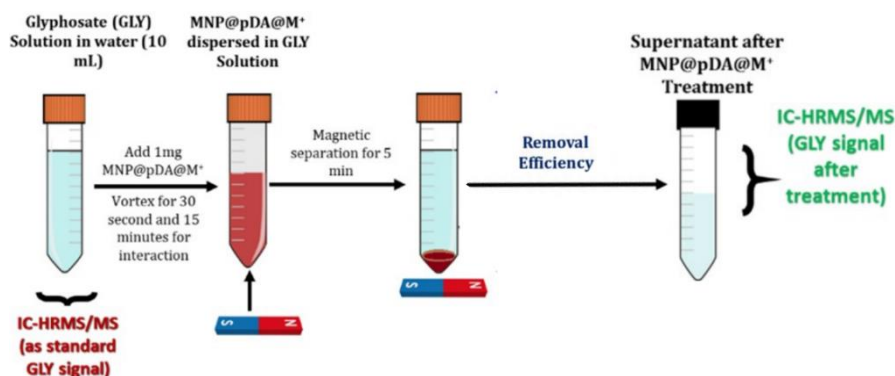 Glyphosate (GLY)
Solution in water (10
mL)
MNP@pDA@M⁺
dispersed in GLY
Solution
Supernatant after
MNP@pDA@M⁺
Treatment
Add 1mg
MNP@pDA@M⁺
Vortex for 30
second and 15
minutes for
interaction
Magnetic
separation for 5
min
Removal
Efficiency
IC-HRMS/MS
(GLY signal
after
treatment)
S N
S N
IC-HRMS/MS
(as standard
GLY signal)